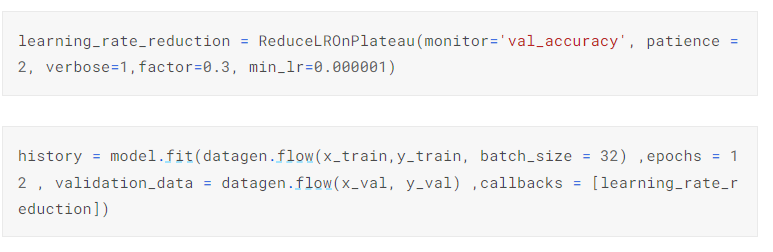 learning_rate_reduction = ReduceLROnPlateau(monitor='val_accuracy', patience =
2, verbose=1,factor=0.3, min_lr=0.000001)
history = model.fit(datagen.flow(x_train,y_train, batch_size = 32) ,epochs = 1
2 , validation_data = datagen.flow(x_val, y_val) ,callbacks = [learning_rate_r
eduction])